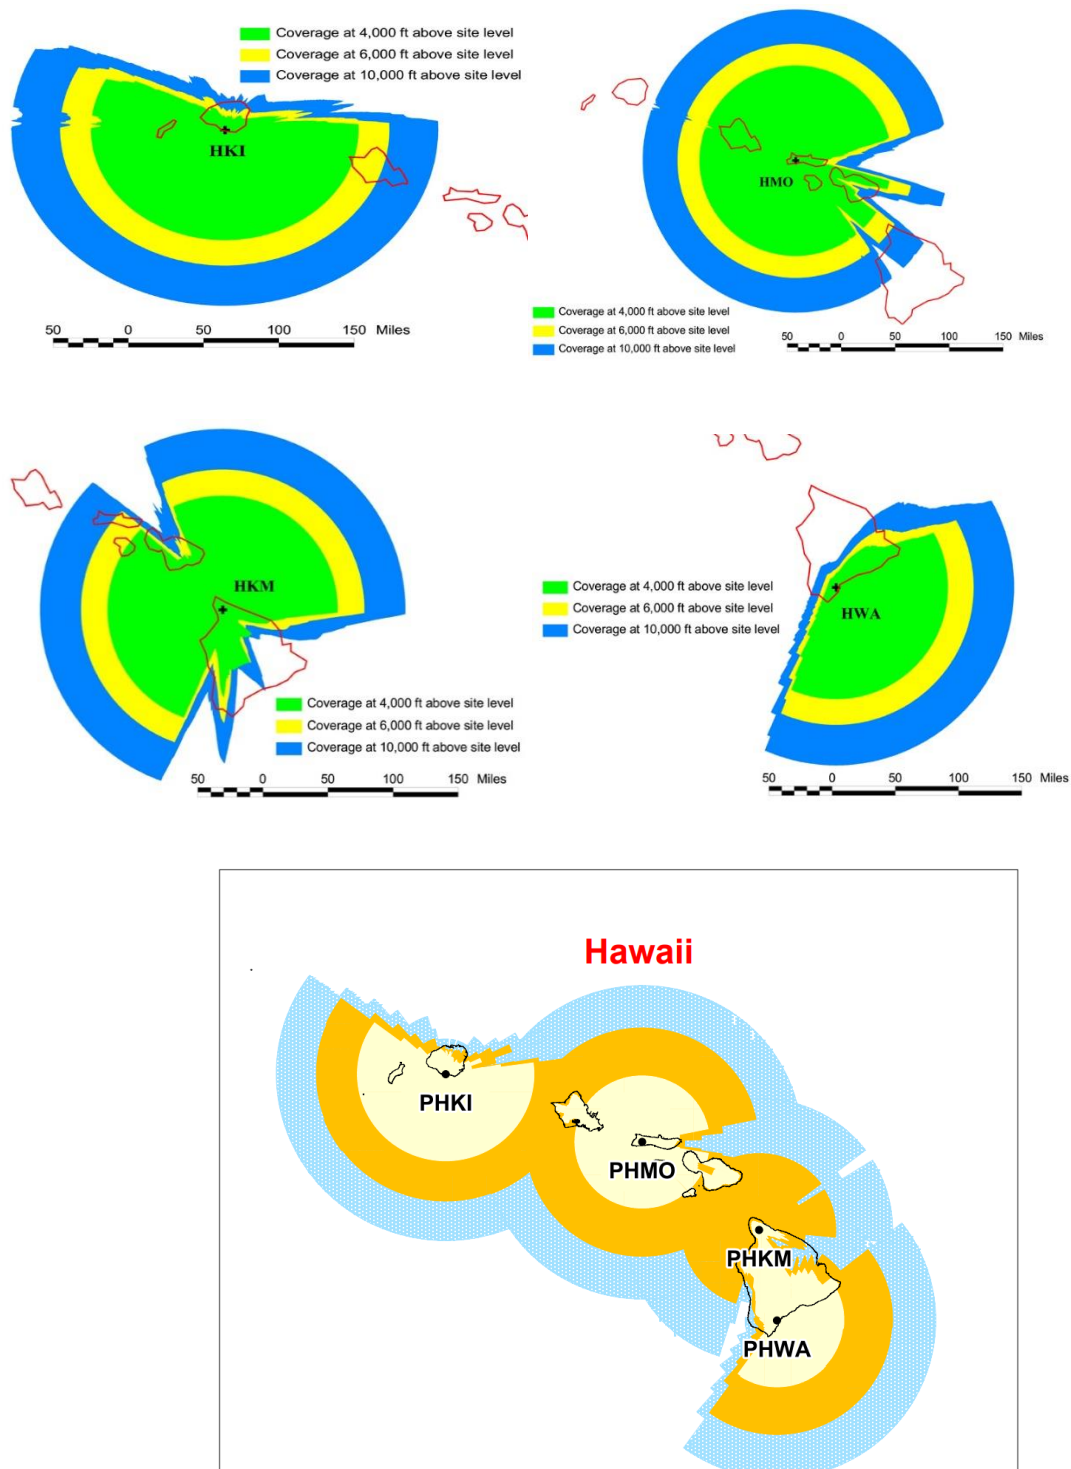 Coverage at 4,000 ft above site level
Coverage at 6,000 ft above site level
Coverage at 10,000 ft above site level
HKI
50 0 50 100 150 Miles
HMO
Coverage at 4,000 ft above site level
Coverage at 6,000 ft above site level
Coverage at 10,000 ft above site level
50 0 50 100 150 Miles
HKM
Coverage at 4,000 ft above site level
Coverage at 6,000 ft above site level
Coverage at 10,000 ft above site level
50 0 50 100 150 Miles
Coverage at 4,000 ft above site level
Coverage at 6,000 ft above site level
Coverage at 10,000 ft above site level
HWA
50 0 50 100 150 Miles
Hawaii
PHKI
PHMO
PHKM
PHWA